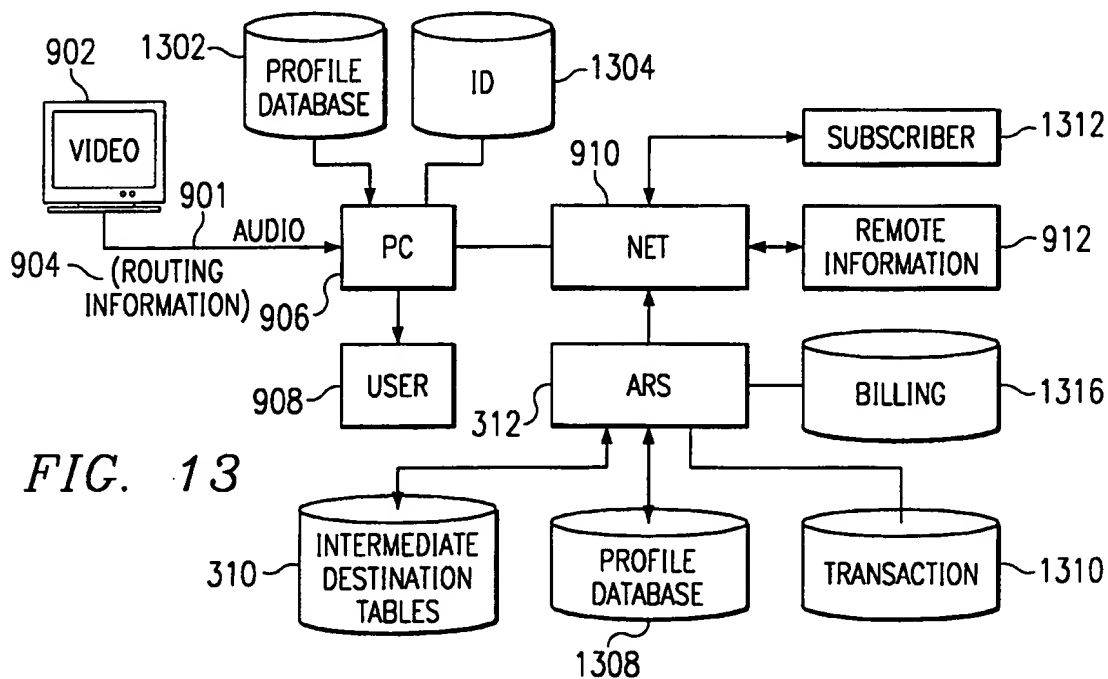 902
1302
PROFILE
DATABASE
ID
1304
VIDEO
901
AUDIO
904
(ROUTING
INFORMATION)
PC
906
910
NET
SUBSCRIBER
1312
REMOTE
INFORMATION
912
USER
908
ARS
312
BILLING
1316
FIG. 13
310
INTERMEDIATE
DESTINATION
TABLES
PROFILE
DATABASE
1308
TRANSACTION
1310